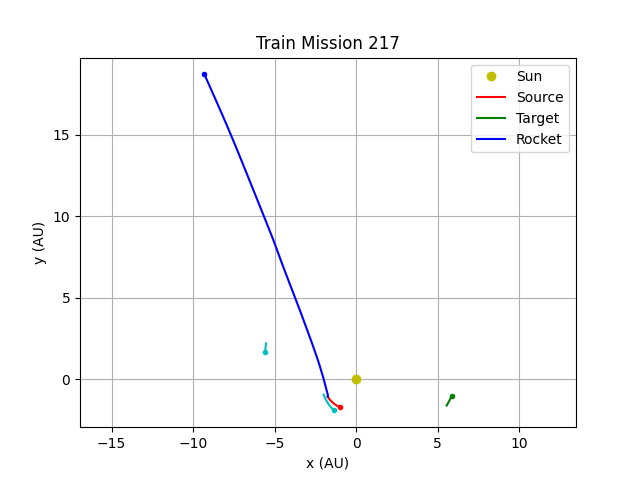 Train Mission 217
Sun
Source
Target
Rocket
y (AU)
15
10
5
0
−15
−10
−5
0
5
10
x (AU)